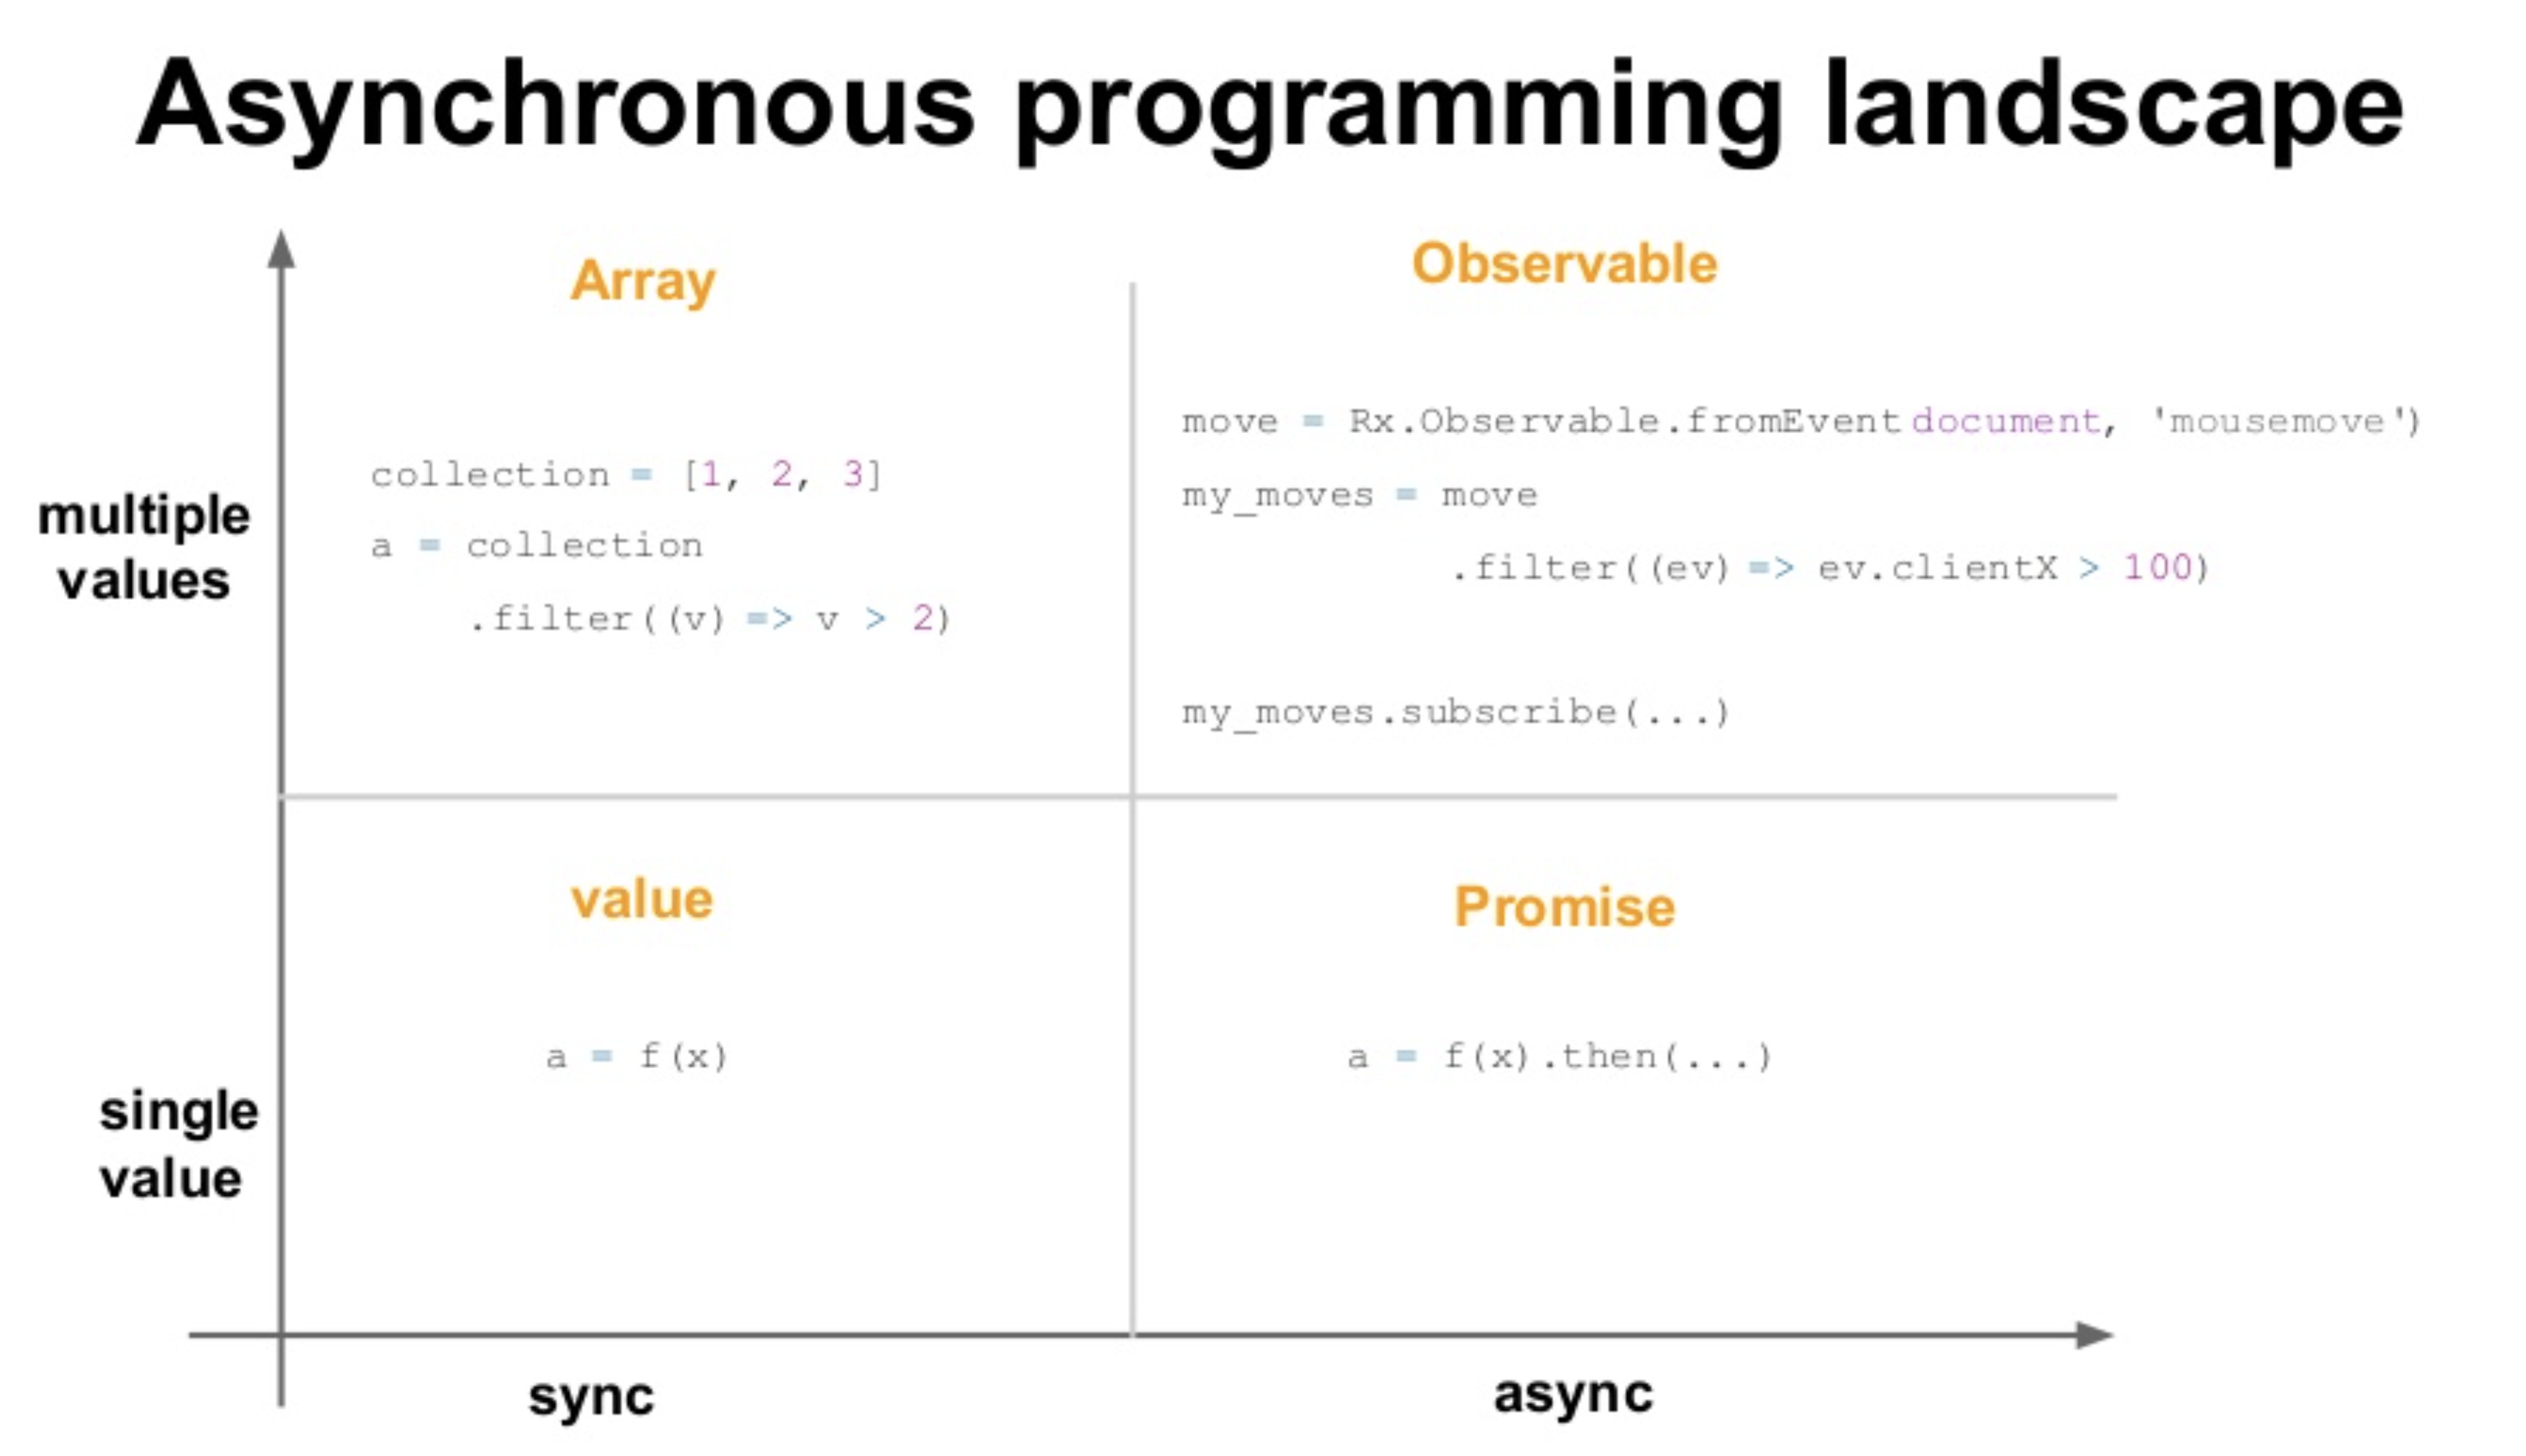 Asynchronous programming landscape
Array
Observable
multiple
values
collection = [1, 2, 3]
a = collection
.filter((v) => v > 2)
move = Rx.Observable.fromEvent document, 'mousemove')
my_moves = move
.filter((ev) => ev.clientX > 100)
my_moves.subscribe(...)
value
Promise
single
value
a = f(x)
a = f(x).then(...)
sync
async